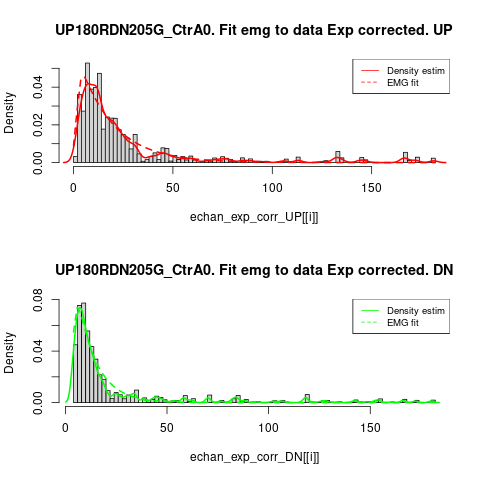 UP180RDN205G_CtrA0. Fit emg to data Exp corrected. UP
Density
0.00 0.02 0.04
Density estim
EMG fit
0 50 100 150
echan_exp_corr_UP[[i]]
UP180RDN205G_CtrA0. Fit emg to data Exp corrected. DN
Density
0.00 0.04 0.08
Density estim
EMG fit
0 50 100 150
echan_exp_corr_DN[[i]]